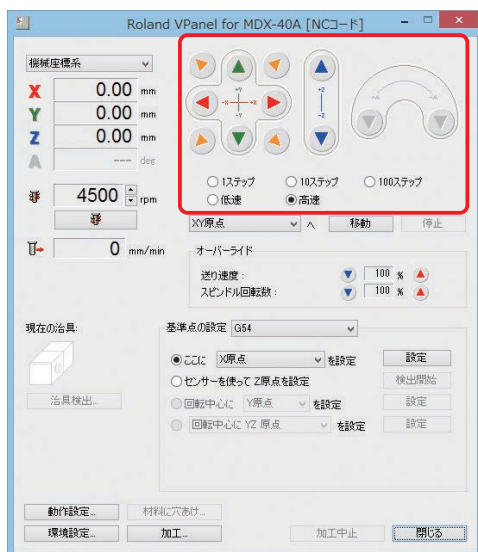 Roland VPanel for MDX-40A [NCコード]
機械座標系
X 0.00 mm
Y 0.00 mm
Z 0.00 mm
A --- deg
4500 rpm
0 mm/min
+Y
-X +X
-Y
+Z
-Z
-A +A
1ステップ 10ステップ 100ステップ
低速 高速
XY原点 へ 移動 停止
オーバーライド
送り速度: 100 %
スピンドル回転数: 100 %
現在の治具:
治具検出...
基準点の設定 G54
ここに X原点 を設定 設定
センサーを使って Z原点を設定 検出開始
回転中心に Y原点 を設定 設定
回転中心に YZ 原点 を設定 設定
動作設定... 材料に穴あけ...
環境設定... 加工... 加工中止 閉じる